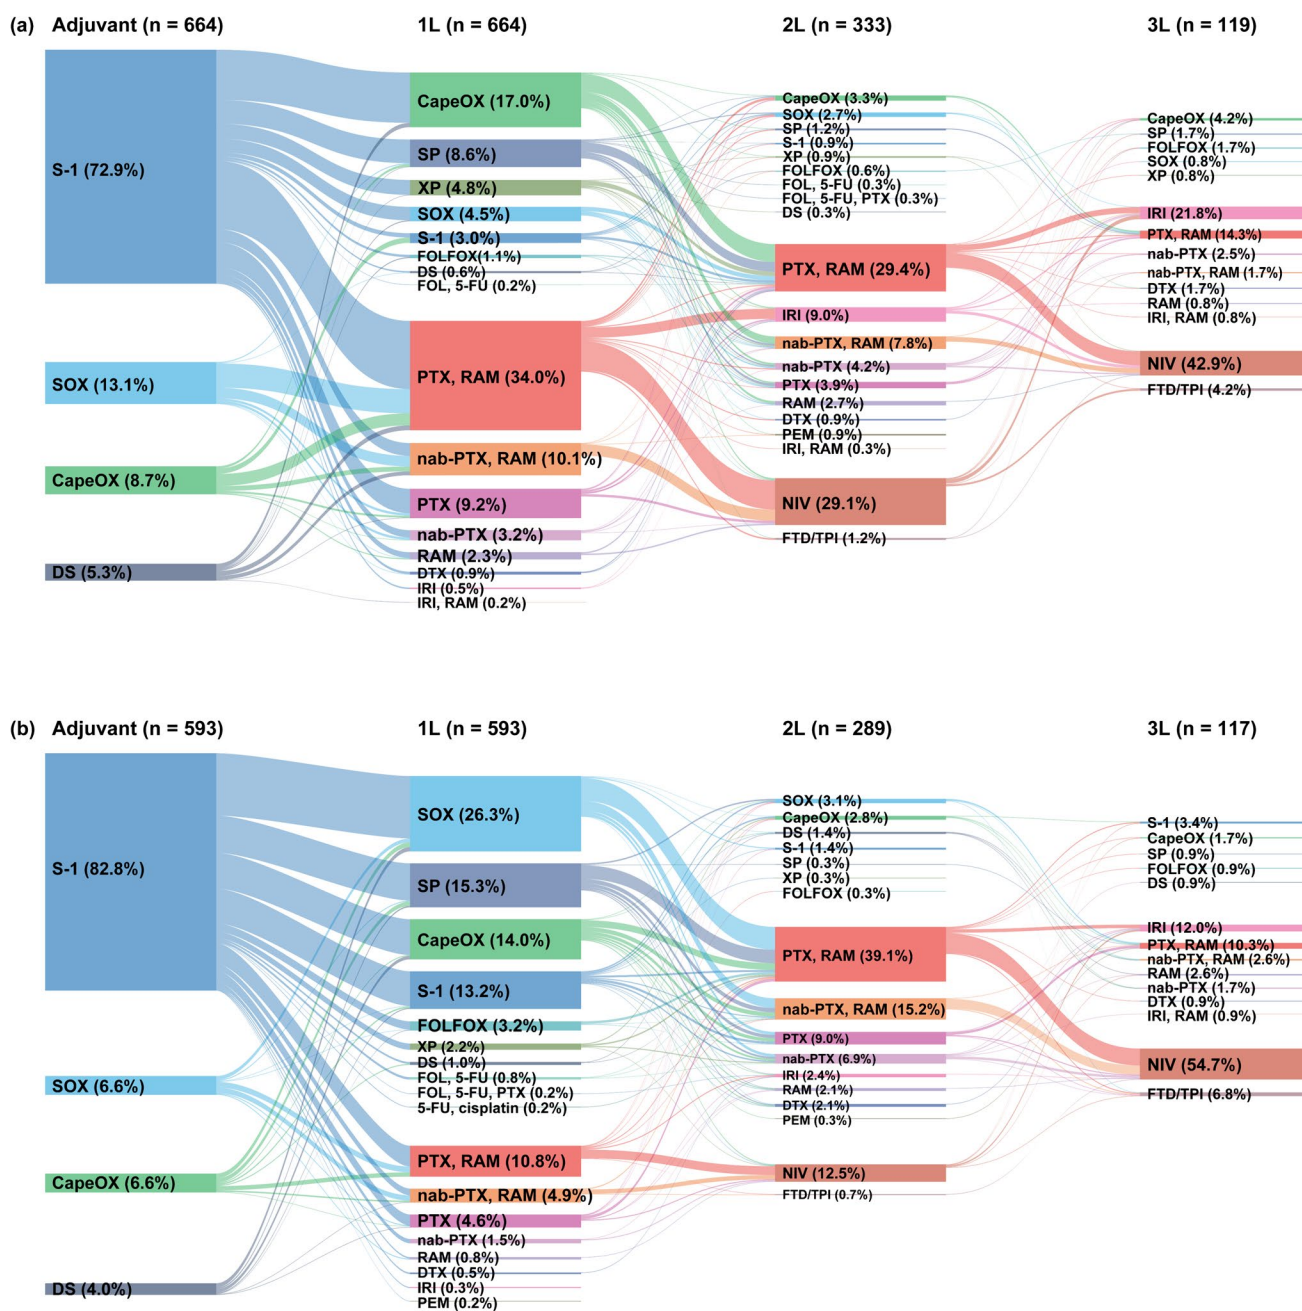 (a) Adjuvant (n = 664)
1L (n = 664)
2L (n = 333)
3L (n = 119)
S-1 (72.9%)
SOX (13.1%)
CapeOX (8.7%)
DS (5.3%)
CapeOX (17.0%)
SP (8.6%)
XP (4.8%)
SOX (4.5%)
S-1 (3.0%)
FOLFOX(1.1%)
DS (0.6%)
FOL, 5-FU (0.2%)
PTX, RAM (34.0%)
nab-PTX, RAM (10.1%)
PTX (9.2%)
nab-PTX (3.2%)
RAM (2.3%)
DTX (0.9%)
IRI (0.5%)
IRI, RAM (0.2%)
CapeOX (3.3%)
SOX (2.7%)
SP (1.2%)
S-1 (0.9%)
XP (0.9%)
FOLFOX (0.6%)
FOL, 5-FU (0.3%)
FOL, 5-FU, PTX (0.3%)
DS (0.3%)
PTX, RAM (29.4%)
IRI (9.0%)
nab-PTX, RAM (7.8%)
nab-PTX (4.2%)
PTX (3.9%)
RAM (2.7%)
DTX (0.9%)
PEM (0.9%)
IRI, RAM (0.3%)
NIV (29.1%)
FTD/TPI (1.2%)
CapeOX (4.2%)
SP (1.7%)
FOLFOX (1.7%)
SOX (0.8%)
XP (0.8%)
IRI (21.8%)
PTX, RAM (14.3%)
nab-PTX (2.5%)
nab-PTX, RAM (1.7%)
DTX (1.7%)
RAM (0.8%)
IRI, RAM (0.8%)
NIV (42.9%)
FTD/TPI (4.2%)
(b) Adjuvant (n = 593)
1L (n = 593)
2L (n = 289)
3L (n = 117)
S-1 (82.8%)
SOX (6.6%)
CapeOX (6.6%)
DS (4.0%)
SOX (26.3%)
SP (15.3%)
CapeOX (14.0%)
S-1 (13.2%)
FOLFOX (3.2%)
XP (2.2%)
DS (1.0%)
FOL, 5-FU (0.8%)
FOL, 5-FU, PTX (0.2%)
5-FU, cisplatin (0.2%)
PTX, RAM (10.8%)
nab-PTX, RAM (4.9%)
PTX (4.6%)
nab-PTX (1.5%)
RAM (0.8%)
DTX (0.5%)
IRI (0.3%)
PEM (0.2%)
SOX (3.1%)
CapeOX (2.8%)
DS (1.4%)
S-1 (1.4%)
SP (0.3%)
XP (0.3%)
FOLFOX (0.3%)
PTX, RAM (39.1%)
nab-PTX, RAM (15.2%)
PTX (9.0%)
nab-PTX (6.9%)
IRI (2.4%)
RAM (2.1%)
DTX (2.1%)
PEM (0.3%)
NIV (12.5%)
FTD/TPI (0.7%)
S-1 (3.4%)
CapeOX (1.7%)
SP (0.9%)
FOLFOX (0.9%)
DS (0.9%)
IRI (12.0%)
PTX, RAM (10.3%)
nab-PTX, RAM (2.6%)
RAM (2.6%)
nab-PTX (1.7%)
DTX (0.9%)
IRI, RAM (0.9%)
NIV (54.7%)
FTD/TPI (6.8%)